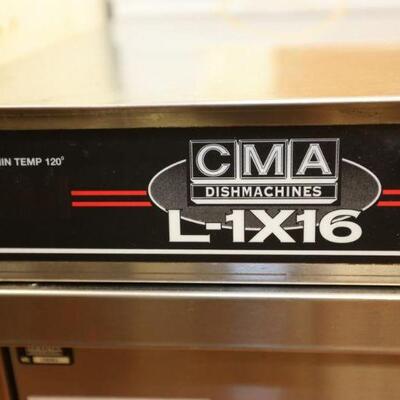 IN TEMP 120°
CMA
DISHMACHINES
L-1X16